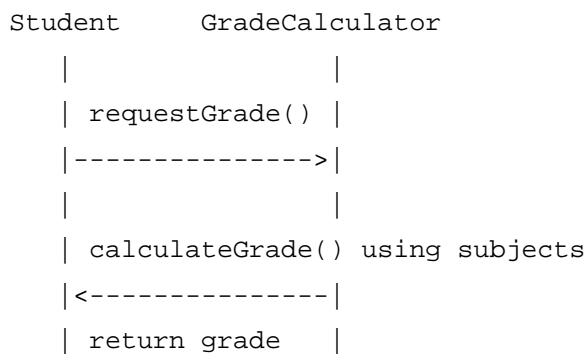 Student     GradeCalculator
   |                |
   | requestGrade() |
   |--------------->|
   |                |
   | calculateGrade() using subjects
   |<---------------|
   | return grade   |